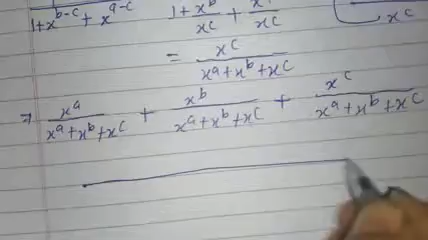 1+x^(b-c) + x^(a-c)
1+x^b/x^c + /x^c
x^c
= x^c/(x^a+x^b+x^c)
⇒ x^a/(x^a+x^b+x^c) + x^b/(x^a+x^b+x^c) + x^c/(x^a+x^b+x^c)